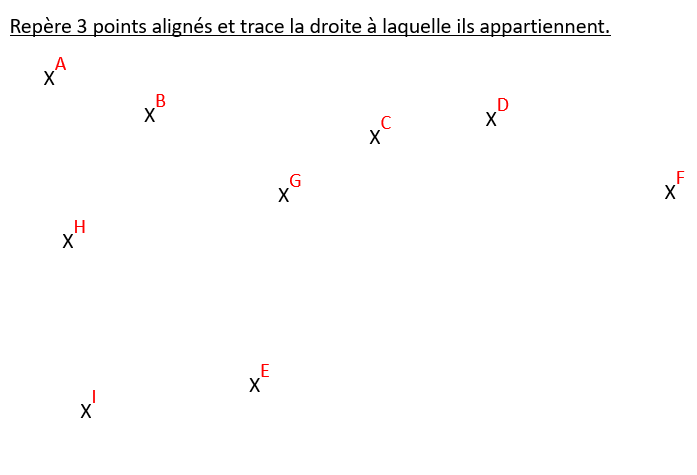 Repère 3 points alignés et trace la droite à laquelle ils appartiennent.
A
X
B
X
C
X
D
X
G
X
F
X
H
X
E
X
I
X